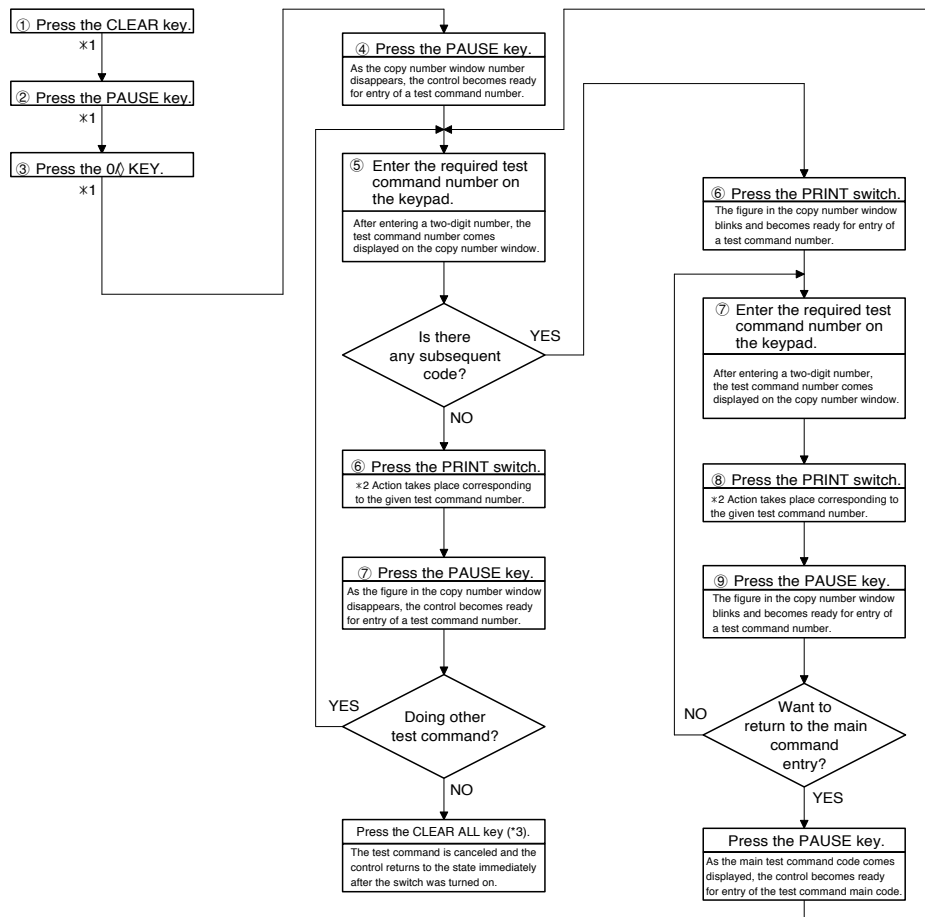 ① Press the CLEAR key.
*1
② Press the PAUSE key.
*1
③ Press the 0/◊ KEY.
*1
④ Press the PAUSE key.
As the copy number window number
disappears, the control becomes ready
for entry of a test command number.
⑤ Enter the required test
command number on
the keypad.
After entering a two-digit number, the
test command number comes
displayed on the copy number window.
Is there
any subsequent
code?
YES
NO
⑥ Press the PRINT switch.
*2 Action takes place corresponding
to the given test command number.
⑦ Press the PAUSE key.
As the figure in the copy number window
disappears, the control becomes ready
for entry of a test command number.
YES
Doing other
test command?
NO
Press the CLEAR ALL key (*3).
The test command is canceled and the
control returns to the state immediately
after the switch was turned on.
⑥ Press the PRINT switch.
The figure in the copy number window
blinks and becomes ready for entry of
a test command number.
⑦ Enter the required test
command number on
the keypad.
After entering a two-digit number,
the test command number comes
displayed on the copy number window.
⑧ Press the PRINT switch.
*2 Action takes place corresponding to
the given test command number.
⑨ Press the PAUSE key.
The figure in the copy number window
blinks and becomes ready for entry of
a test command number.
NO
Want to
return to the main
command
entry?
YES
Press the PAUSE key.
As the main test command code comes
displayed, the control becomes ready
for entry of the test command main code.